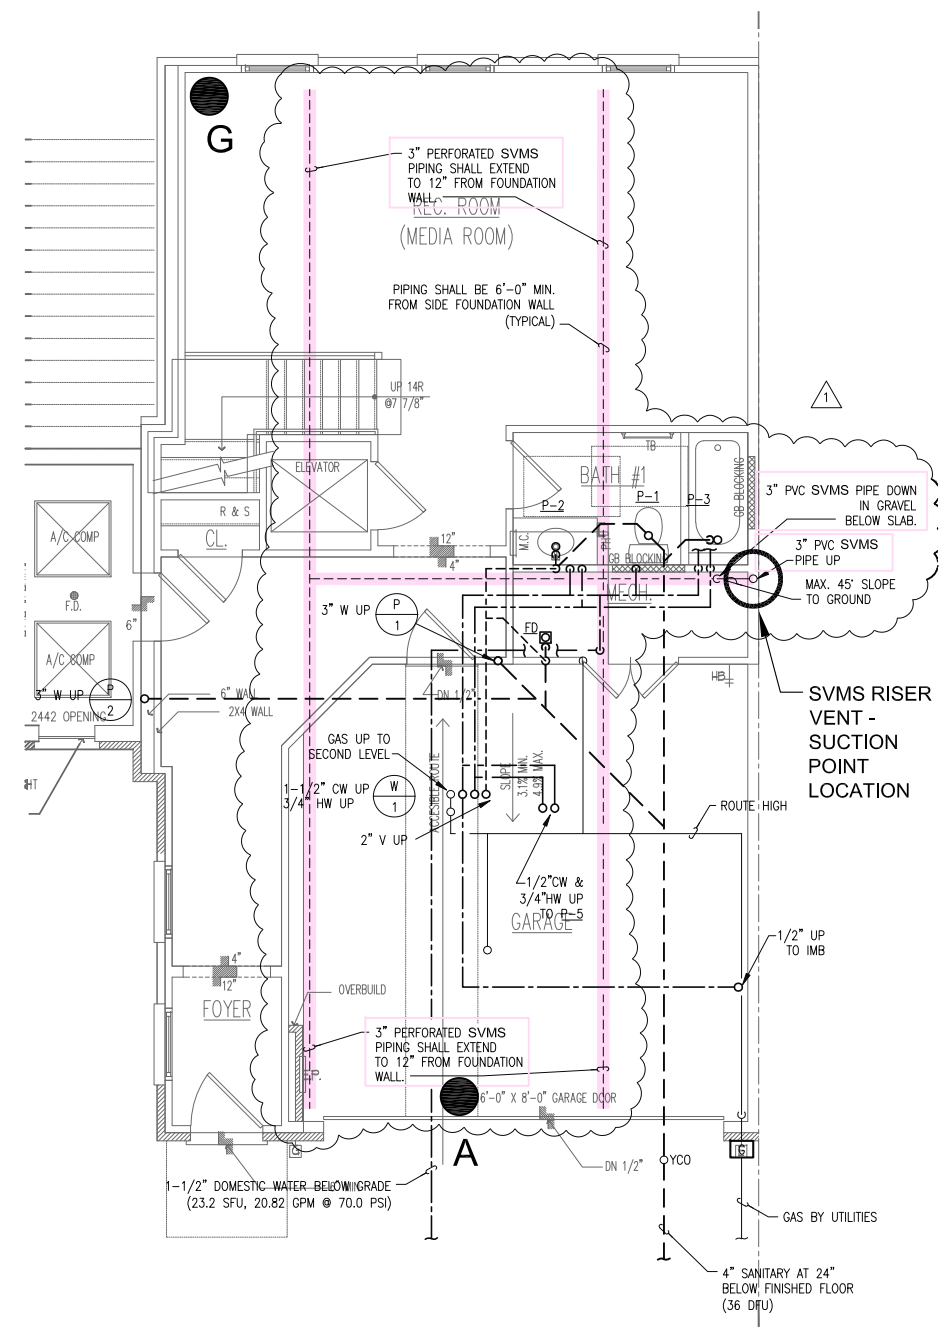 G
3" PERFORATED SVMS
PIPING SHALL EXTEND
TO 12" FROM FOUNDATION
WALL.
REC. ROOM
(MEDIA ROOM)
PIPING SHALL BE 6'-0" MIN.
FROM SIDE FOUNDATION WALL
(TYPICAL)
UP 14R
@7 7/8"
1
TB
ELEVATOR
BATH #1
P-2
P-1
P-3
GB BLOCKING
3" PVC SVMS PIPE DOWN
IN GRAVEL
BELOW SLAB.
R & S
CL.
A/C COMP
12"
4"
M.C.
GB BLOCKING
3" PVC SVMS
PIPE UP
MAX. 45° SLOPE
TO GROUND
MECH.
F.D.
6"
3" W UP
P
1
FD
A/C COMP
3" W UP
P
2
6" WALL
2X4 WALL
2442 OPENING
DN 1/2"
HB
SVMS RISER
VENT -
SUCTION
POINT
LOCATION
GAS UP TO
SECOND LEVEL
ACCESIBLE ROUTE
SLOPE
3.1% MIN.
4.9% MAX.
1-1/2" CW UP
3/4" HW UP
W
1
2" V UP
ROUTE HIGH
1/2"CW &
3/4"HW UP
TO P-5
GARAGE
1/2" UP
TO IMB
4"
12"
OVERBUILD
FOYER
3" PERFORATED SVMS
PIPING SHALL EXTEND
TO 12" FROM FOUNDATION
WALL.
6'-0" X 8'-0" GARAGE DOOR
A
G
DN 1/2"
YCO
1-1/2" DOMESTIC WATER BELOW GRADE
(23.2 SFU, 20.82 GPM @ 70.0 PSI)
GAS BY UTILITIES
4" SANITARY AT 24"
BELOW FINISHED FLOOR
(36 DFU)